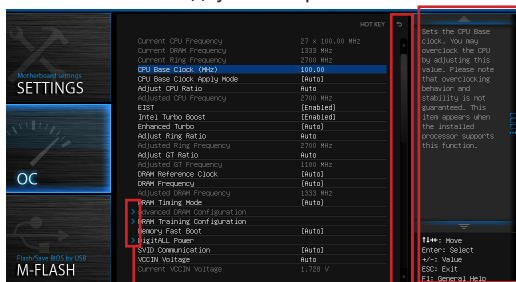 HOT KEY
Current CPU Frequency 27 x 100.00 MHz
Current DRAM Frequency 1333 MHz
Current Ring Frequency 2700 MHz
CPU Base Clock (MHz) 100.00
CPU Base Clock Apply Mode [Auto]
Adjust CPU Ratio Auto
Adjusted CPU Frequency 2700 MHz
EIST [Enabled]
Intel Turbo Boost [Enabled]
Enhanced Turbo [Auto]
Adjust Ring Ratio Auto
Adjusted Ring Frequency 2700 MHz
Adjust GT Ratio Auto
Adjusted GT Frequency 1100 MHz
DRAM Reference Clock [Auto]
DRAM Frequency [Auto]
Adjusted DRAM Frequency 1333 MHz
DRAM Timing Mode [Auto]
Advanced DRAM Configuration
DRAM Training Configuration
Memory Fast Boot [Auto]
DigitALL Power
SVID Communication [Auto]
VCCIN Voltage Auto
Current VCCIN Voltage 1.728 V
Motherboard settings
SETTINGS
OC
Flash/Save BIOS by USB
M-FLASH
Sets the CPU Base
clock. You may
overclock the CPU
by adjusting this
value. Please note
that overclocking
behavior and
stability is not
guaranteed. This
item appears when
the installed
processor supports
this function.
↑↓→←: Move
Enter: Select
+/-: Value
ESC: Exit
F1: General Help